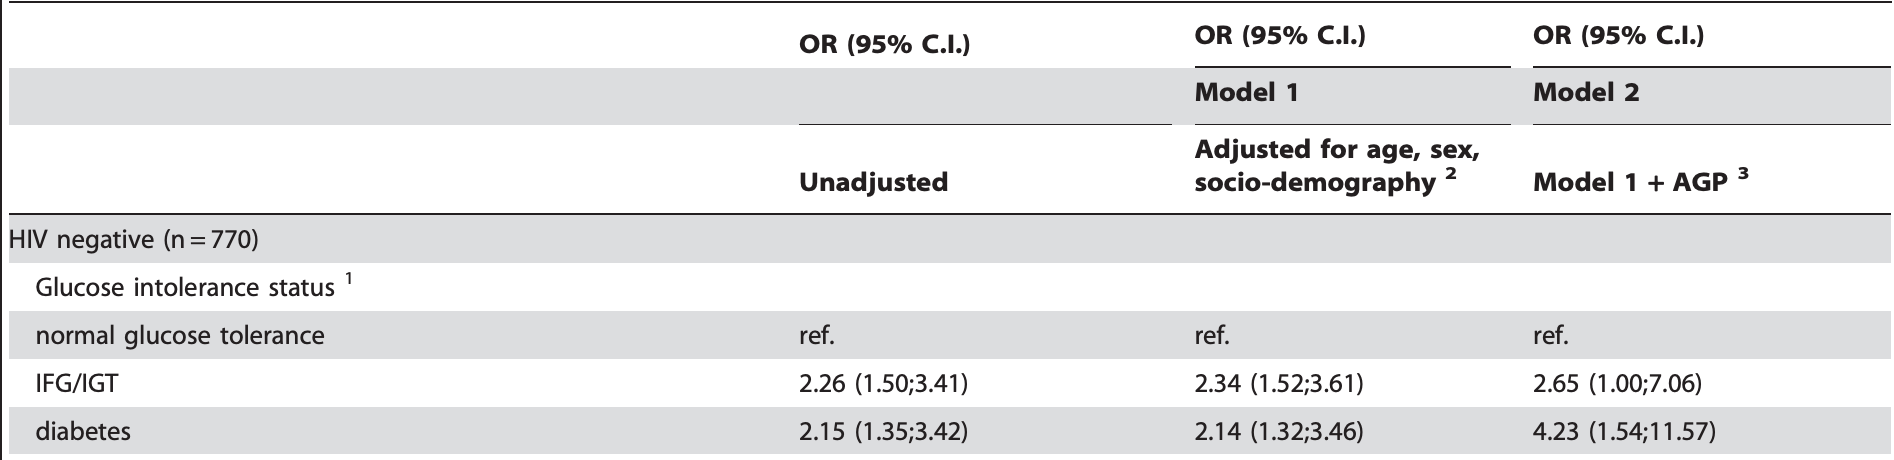 OR (95% C.I.) OR (95% C.I.) OR (95% C.I.)
Model 1 Model 2
Unadjusted Adjusted for age, sex, socio-demography ² Model 1 + AGP ³
HIV negative (n = 770)
Glucose intolerance status ¹
normal glucose tolerance ref. ref. ref.
IFG/IGT 2.26 (1.50;3.41) 2.34 (1.52;3.61) 2.65 (1.00;7.06)
diabetes 2.15 (1.35;3.42) 2.14 (1.32;3.46) 4.23 (1.54;11.57)